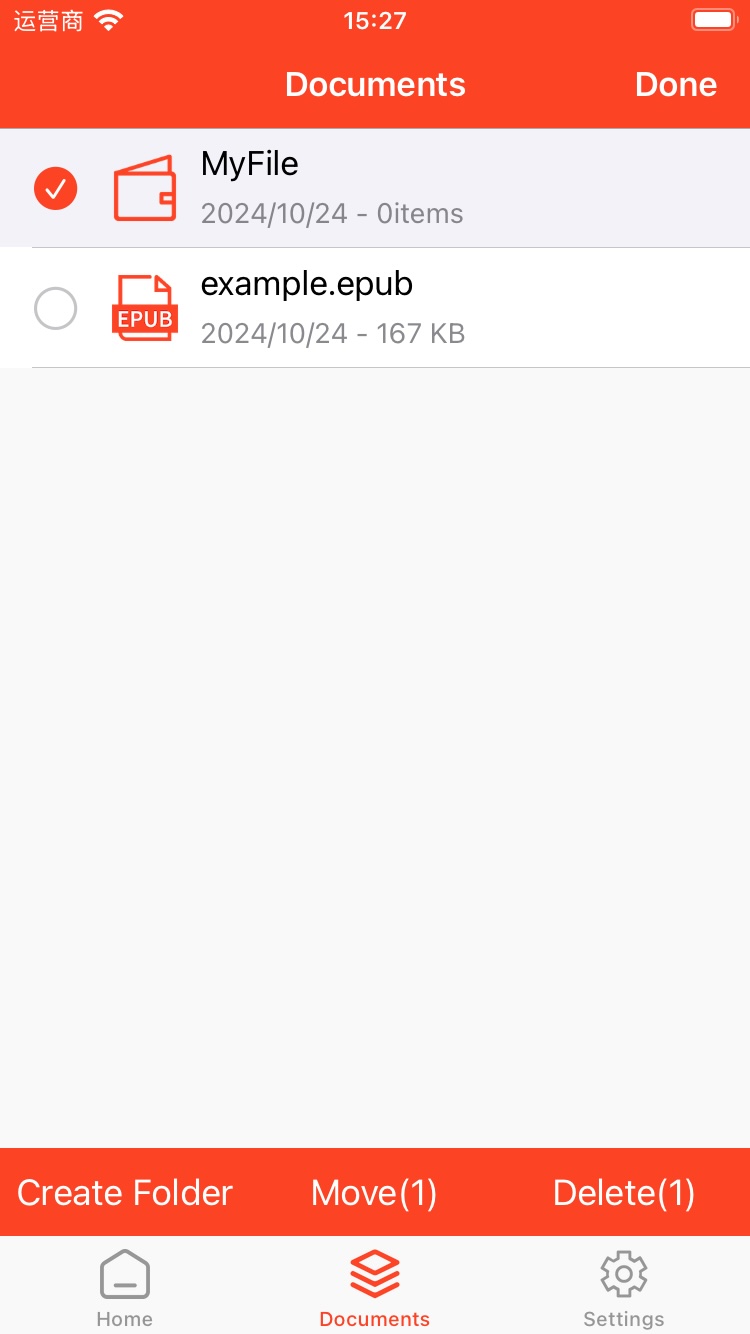 运营商
15:27
Documents
Done
MyFile
2024/10/24 - 0items
example.epub
EPUB
2024/10/24 - 167 KB
Create Folder
Move(1)
Delete(1)
Home
Documents
Settings